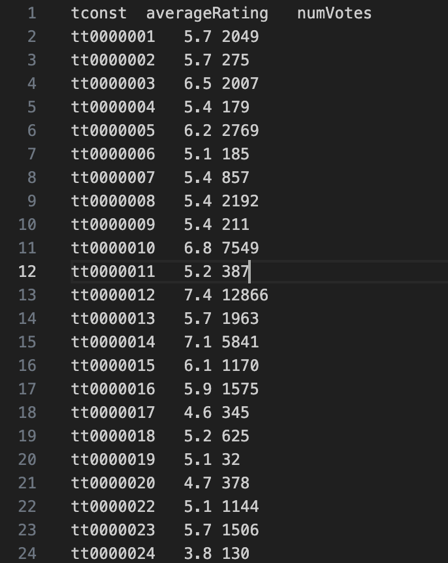 1 tconst averageRating numVotes
2 tt0000001 5.7 2049
3 tt0000002 5.7 275
4 tt0000003 6.5 2007
5 tt0000004 5.4 179
6 tt0000005 6.2 2769
7 tt0000006 5.1 185
8 tt0000007 5.4 857
9 tt0000008 5.4 2192
10 tt0000009 5.4 211
11 tt0000010 6.8 7549
12 tt0000011 5.2 387
13 tt0000012 7.4 12866
14 tt0000013 5.7 1963
15 tt0000014 7.1 5841
16 tt0000015 6.1 1170
17 tt0000016 5.9 1575
18 tt0000017 4.6 345
19 tt0000018 5.2 625
20 tt0000019 5.1 32
21 tt0000020 4.7 378
22 tt0000022 5.1 1144
23 tt0000023 5.7 1506
24 tt0000024 3.8 130